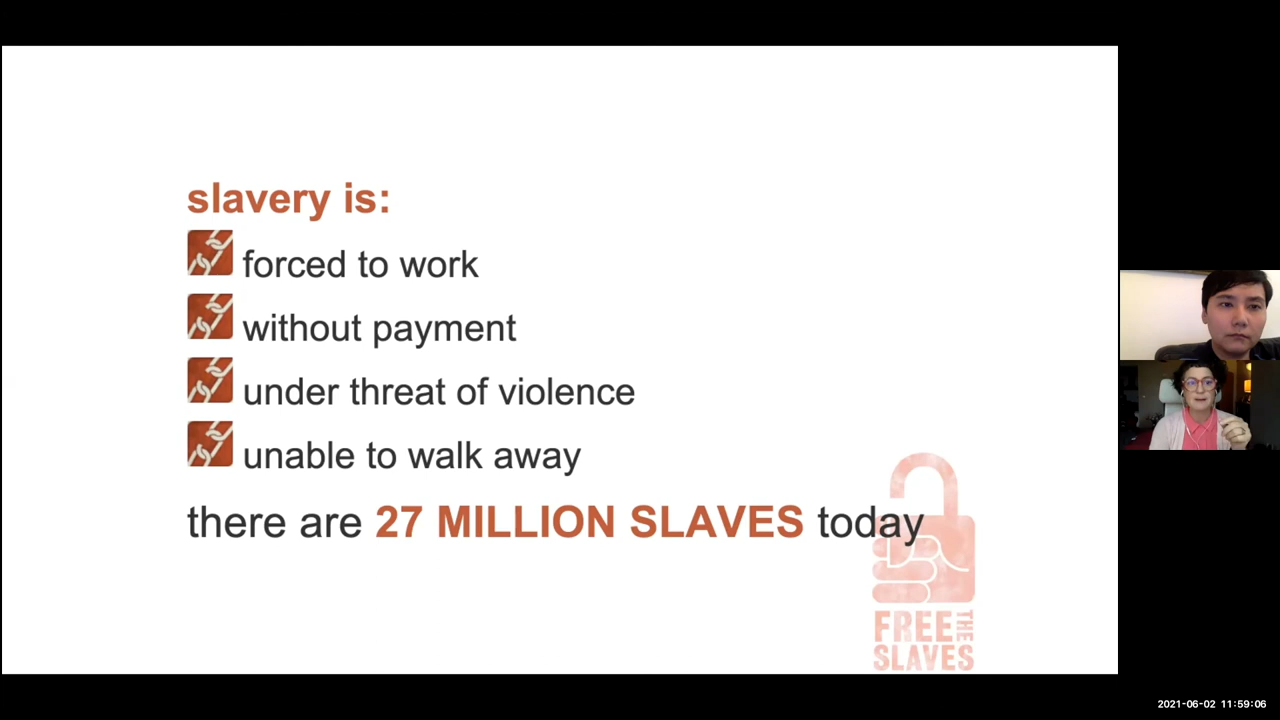 slavery is:
forced to work
without payment
under threat of violence
unable to walk away
there are 27 MILLION SLAVES today
FREE THE
SLAVES
2021-06-02 11:59:06